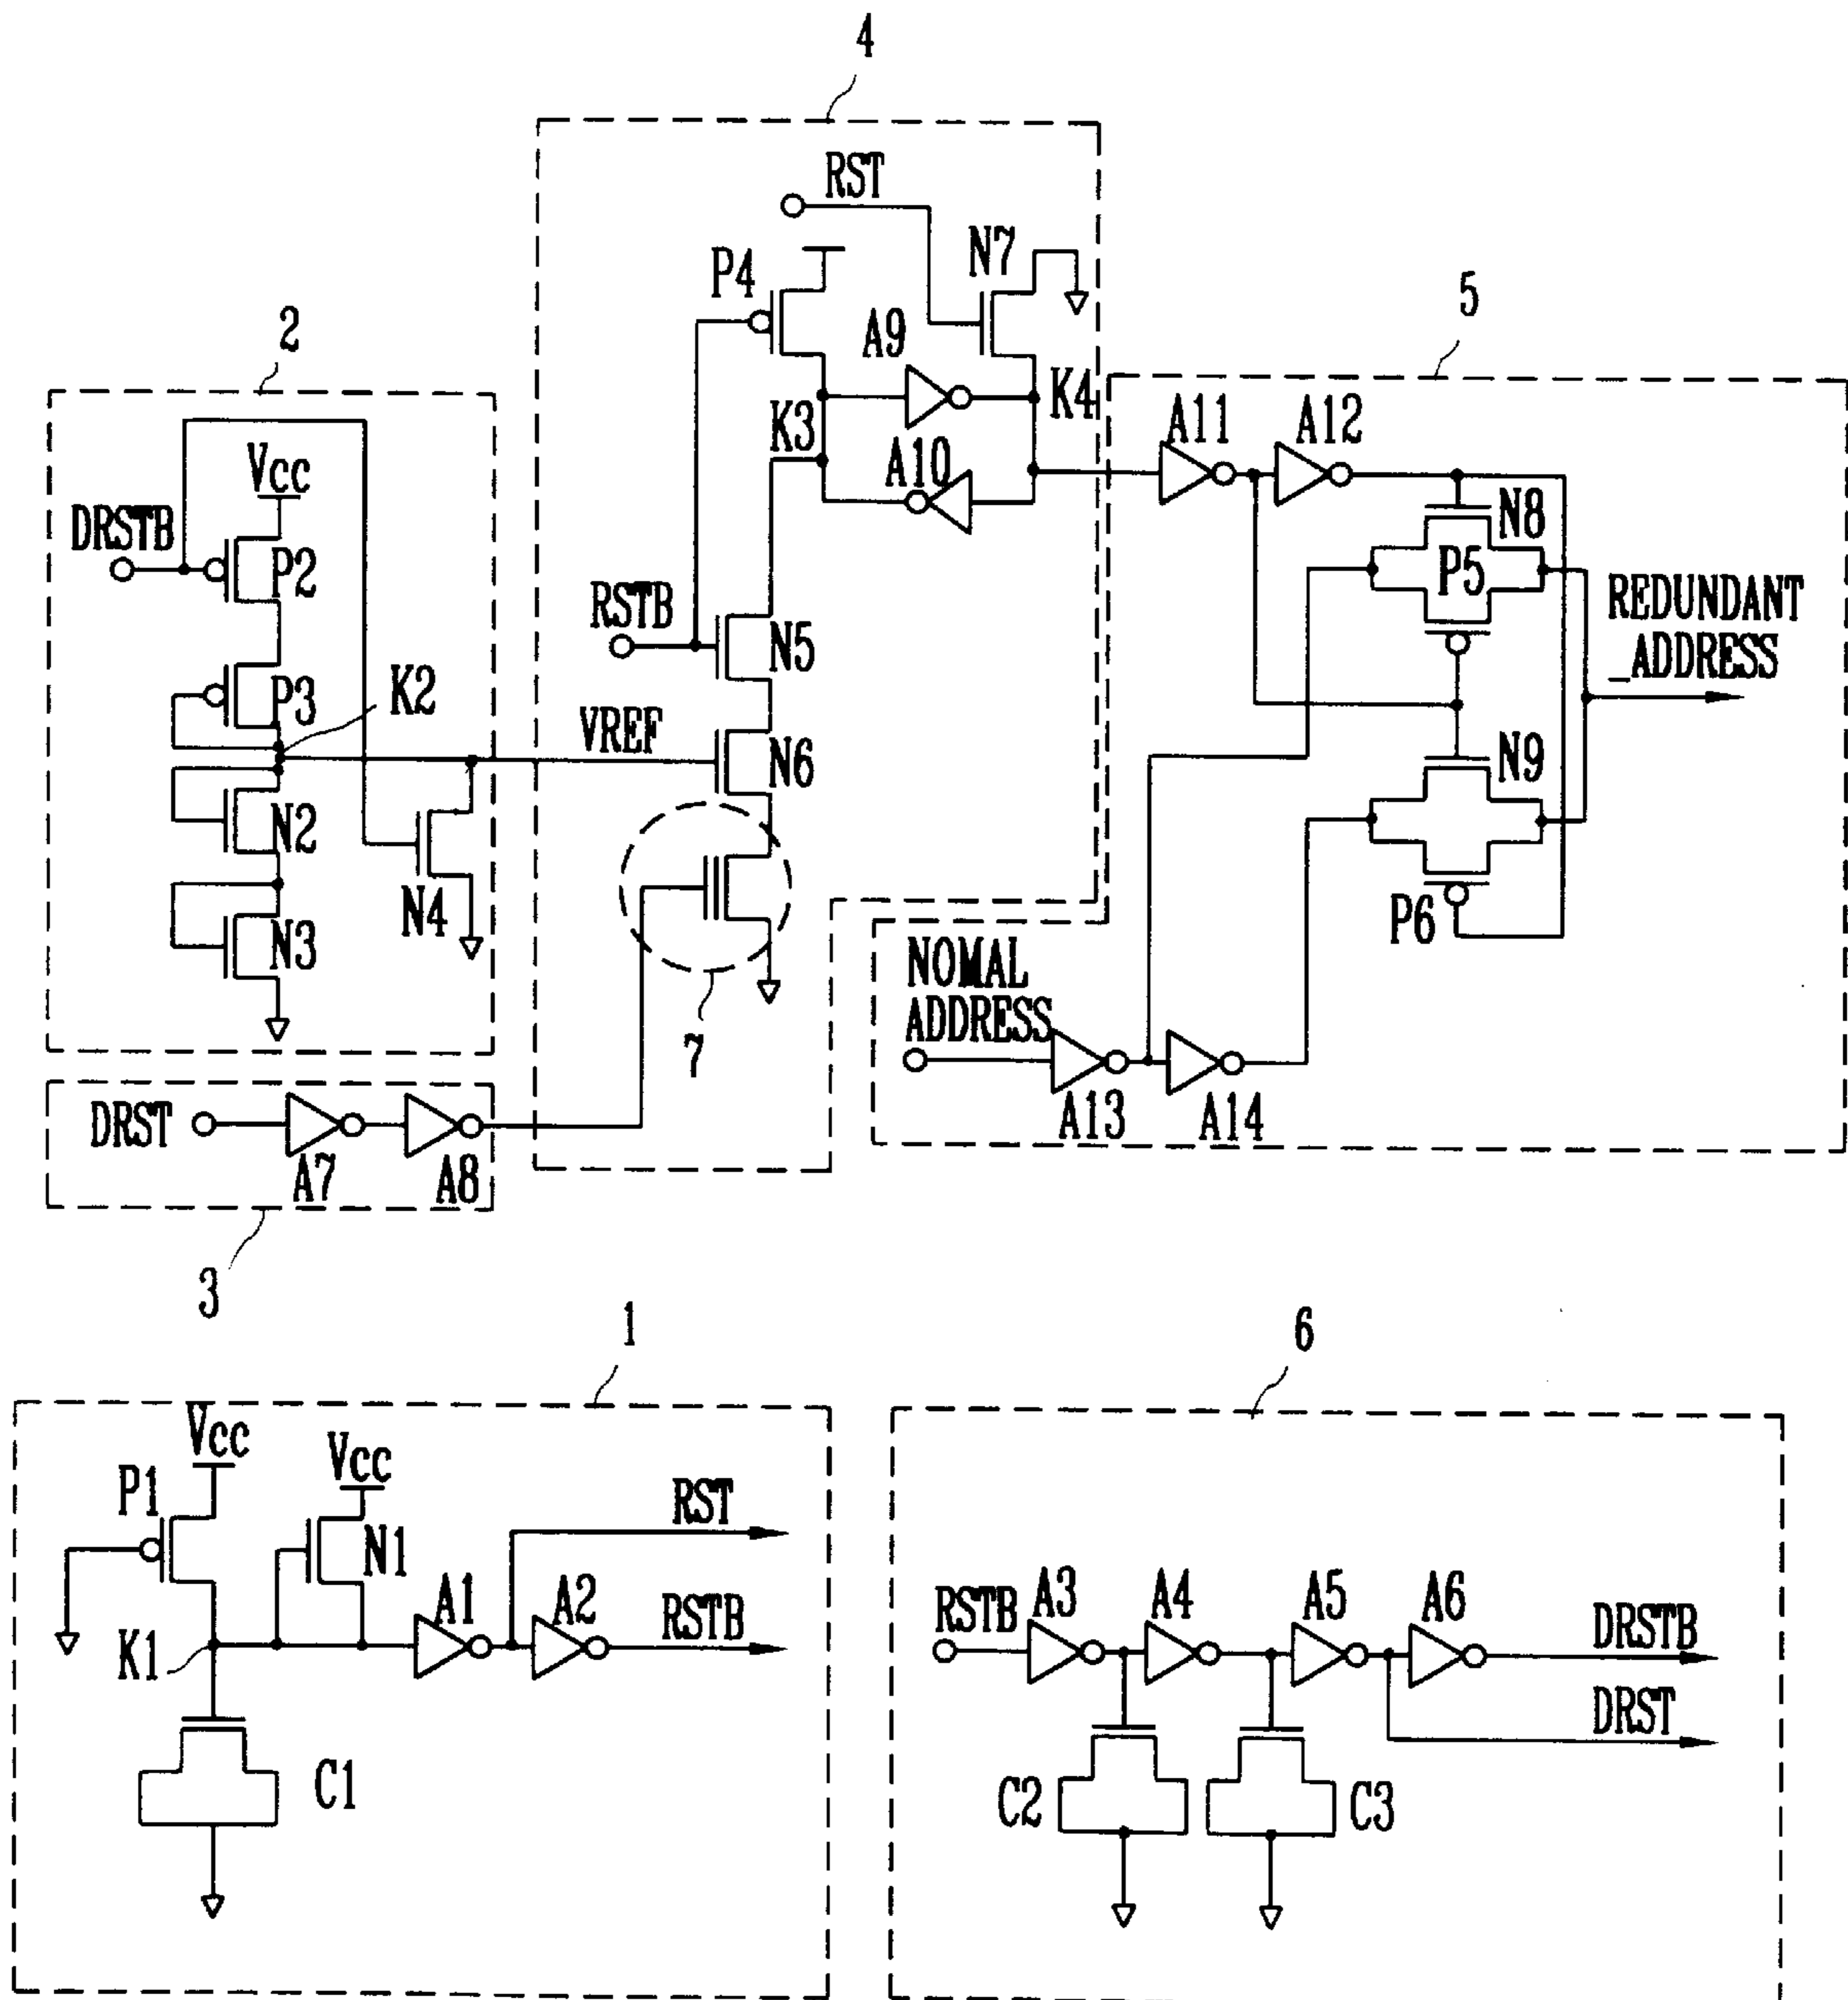 4
RST
N7
P4
A9
5
2
K4
K3
A10
A11
A12
Vcc
DRSTB
P2
N8
P5
RSTB
N5
REDUNDANT
_ADDRESS
P3
K2
VREF
N6
N9
N2
N4
P6
N3
NOMAL
ADDRESS
7
DRST
A7
A8
A13
A14
3
1
6
Vcc
P1
Vcc
RST
N1
A1
A2
RSTB
K1
C1
RSTB
A3
A4
A5
A6
DRSTB
DRST
C2
C3